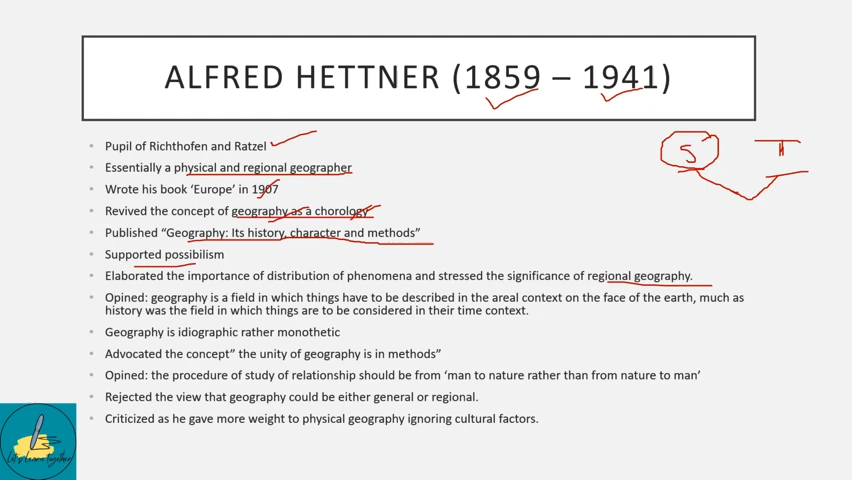 ALFRED HETTNER (1859 – 1941)
• Pupil of Richthofen and Ratzel
• Essentially a physical and regional geographer
• Wrote his book ‘Europe’ in 1907
• Revived the concept of geography as a chorology
• Published “Geography: Its history, character and methods”
• Supported possibilism
• Elaborated the importance of distribution of phenomena and stressed the significance of regional geography.
• Opined: geography is a field in which things have to be described in the areal context on the face of the earth, much as
history was the field in which things are to be considered in their time context.
• Geography is idiographic rather monothetic
• Advocated the concept” the unity of geography is in methods”
• Opined: the procedure of study of relationship should be from ‘man to nature rather than from nature to man’
• Rejected the view that geography could be either general or regional.
• Criticized as he gave more weight to physical geography ignoring cultural factors.
S
Let's learn together